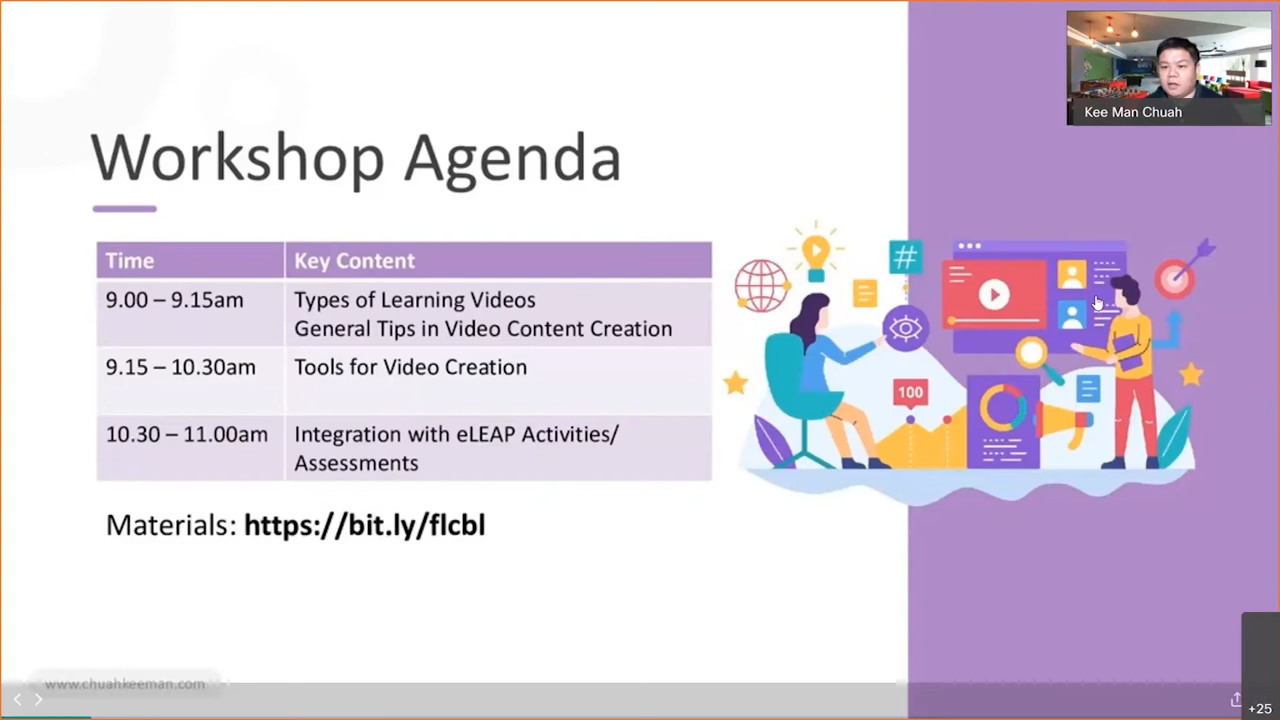 Kee Man Chuah
Workshop Agenda
Time Key Content
9.00 – 9.15am Types of Learning Videos
General Tips in Video Content Creation
9.15 – 10.30am Tools for Video Creation
10.30 – 11.00am Integration with eLEAP Activities/
Assessments
#
100
Materials: https://bit.ly/flcbl
www.chuahkeeman.com
+25